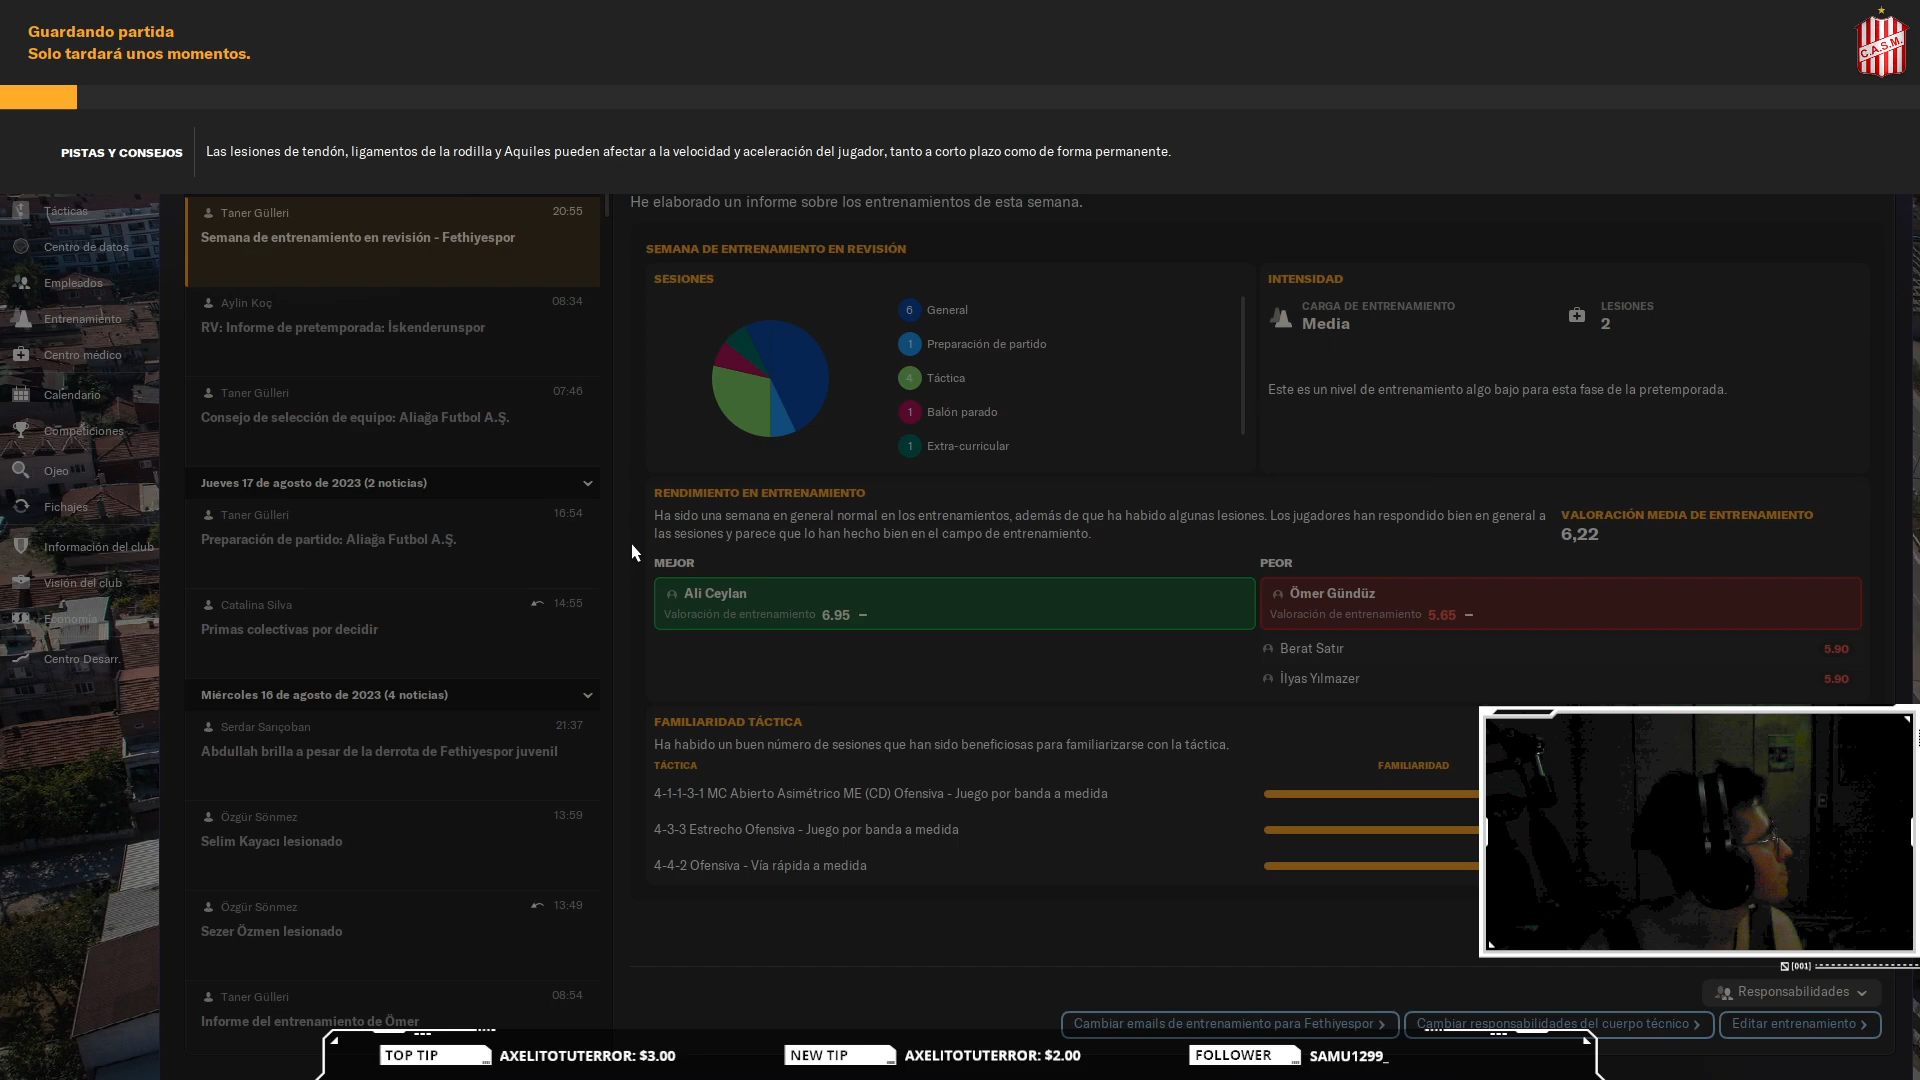 Guardando partida
Solo tardará unos momentos.
C.A.S.M.
PISTAS Y CONSEJOS
Las lesiones de tendón, ligamentos de la rodilla y Aquiles pueden afectar a la velocidad y aceleración del jugador, tanto a corto plazo como de forma permanente.
Tácticas
Centro de datos
Empleados
Entrenamiento
Centro médico
Calendario
Competiciones
Ojeo
Fichajes
Información del club
Visión del club
Economía
Centro Desarr.
Taner Gülleri 20:55
Semana de entrenamiento en revisión - Fethiyespor
Aylin Koç 08:34
RV: Informe de pretemporada: İskenderunspor
Taner Gülleri 07:46
Consejo de selección de equipo: Aliağa Futbol A.Ş.
Jueves 17 de agosto de 2023 (2 noticias)
Taner Gülleri 16:54
Preparación de partido: Aliağa Futbol A.Ş.
Catalina Silva 14:55
Primas colectivas por decidir
Miércoles 16 de agosto de 2023 (4 noticias)
Serdar Sarıçoban 21:37
Abdullah brilla a pesar de la derrota de Fethiyespor juvenil
Özgür Sönmez 13:59
Selim Kayacı lesionado
Özgür Sönmez 13:49
Sezer Özmen lesionado
Taner Gülleri 08:54
Informe del entrenamiento de Ömer
He elaborado un informe sobre los entrenamientos de esta semana.
SEMANA DE ENTRENAMIENTO EN REVISIÓN
SESIONES
6 General
1 Preparación de partido
4 Táctica
1 Balón parado
1 Extra-curricular
INTENSIDAD
CARGA DE ENTRENAMIENTO
Media
LESIONES
2
Este es un nivel de entrenamiento algo bajo para esta fase de la pretemporada.
RENDIMIENTO EN ENTRENAMIENTO
Ha sido una semana en general normal en los entrenamientos, además de que ha habido algunas lesiones. Los jugadores han respondido bien en general a
las sesiones y parece que lo han hecho bien en el campo de entrenamiento.
VALORACIÓN MEDIA DE ENTRENAMIENTO
6,22
MEJOR
Ali Ceylan
Valoración de entrenamiento 6.95 –
PEOR
Ömer Gündüz
Valoración de entrenamiento 5.65 –
Berat Satır 5.90
İlyas Yılmazer 5.90
FAMILIARIDAD TÁCTICA
Ha habido un buen número de sesiones que han sido beneficiosas para familiarizarse con la táctica.
TÁCTICA FAMILIARIDAD
4-1-1-3-1 MC Abierto Asimétrico ME (CD) Ofensiva - Juego por banda a medida
4-3-3 Estrecho Ofensiva - Juego por banda a medida
4-4-2 Ofensiva - Vía rápida a medida
[001]
Responsabilidades
Cambiar emails de entrenamiento para Fethiyespor
Cambiar responsabilidades del cuerpo técnico
Editar entrenamiento
TOP TIP AXELITOTUTERROR: $3.00
NEW TIP AXELITOTUTERROR: $2.00
FOLLOWER SAMU1299_